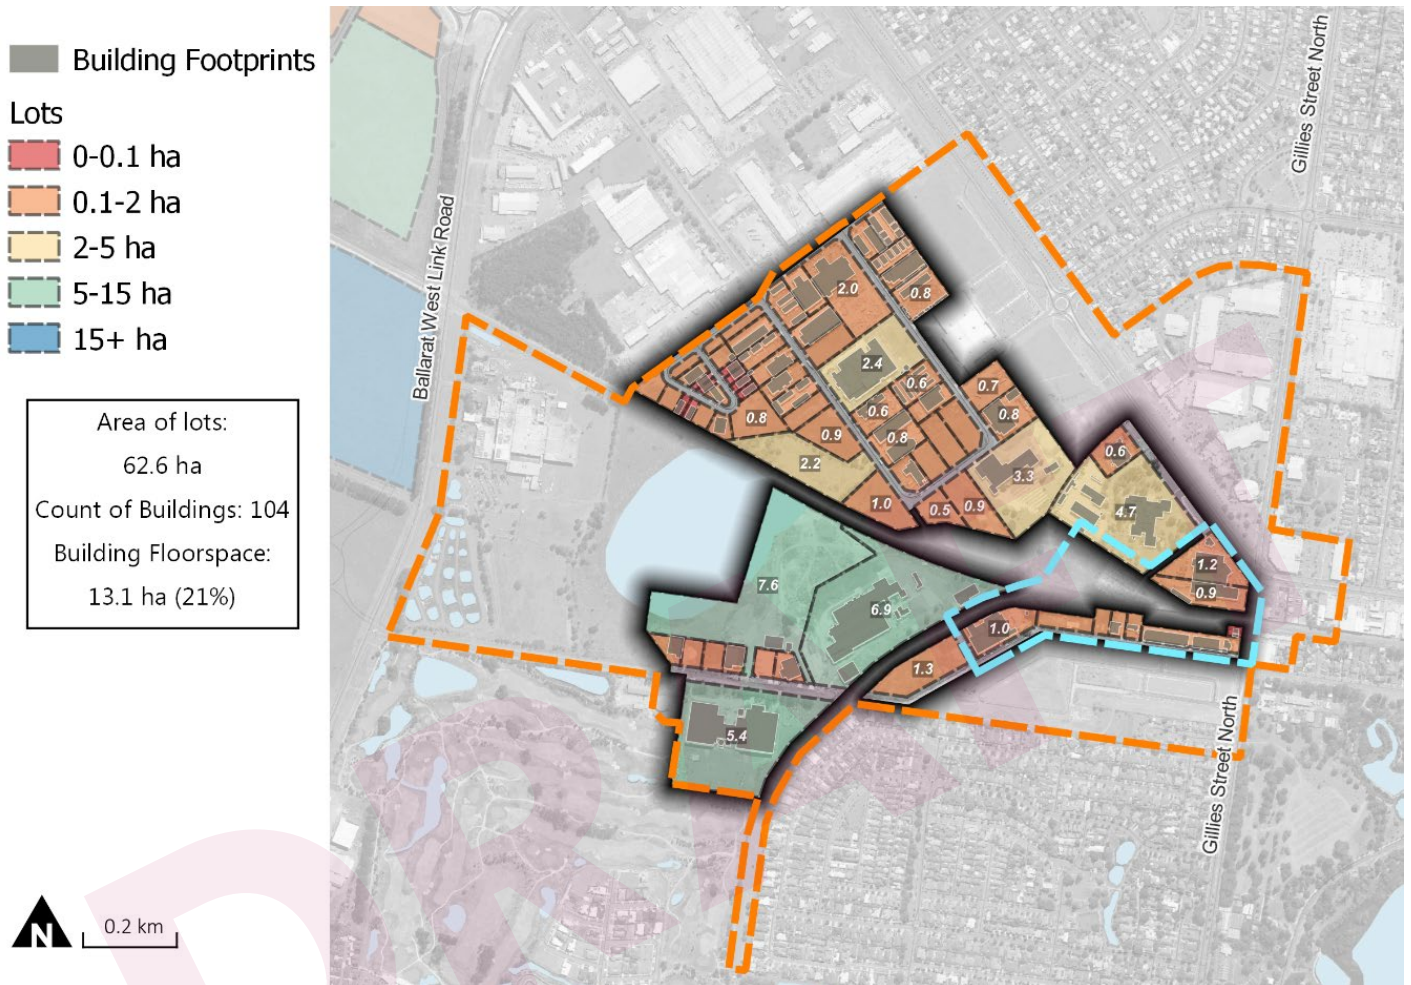 Building Footprints
Lots
0-0.1 ha
0.1-2 ha
2-5 ha
5-15 ha
15+ ha
Area of lots:
62.6 ha
Count of Buildings: 104
Building Floorspace:
13.1 ha (21%)
N
0.2 km
Ballarat West Link Road
Gillies Street North
2.0
0.8
2.4
0.6
0.7
0.6
0.8
0.8
0.8
0.9
0.6
2.2
3.3
1.0
0.5
0.9
4.7
1.2
0.9
7.6
6.9
1.0
1.3
5.4
Gillies Street North
DRAFT